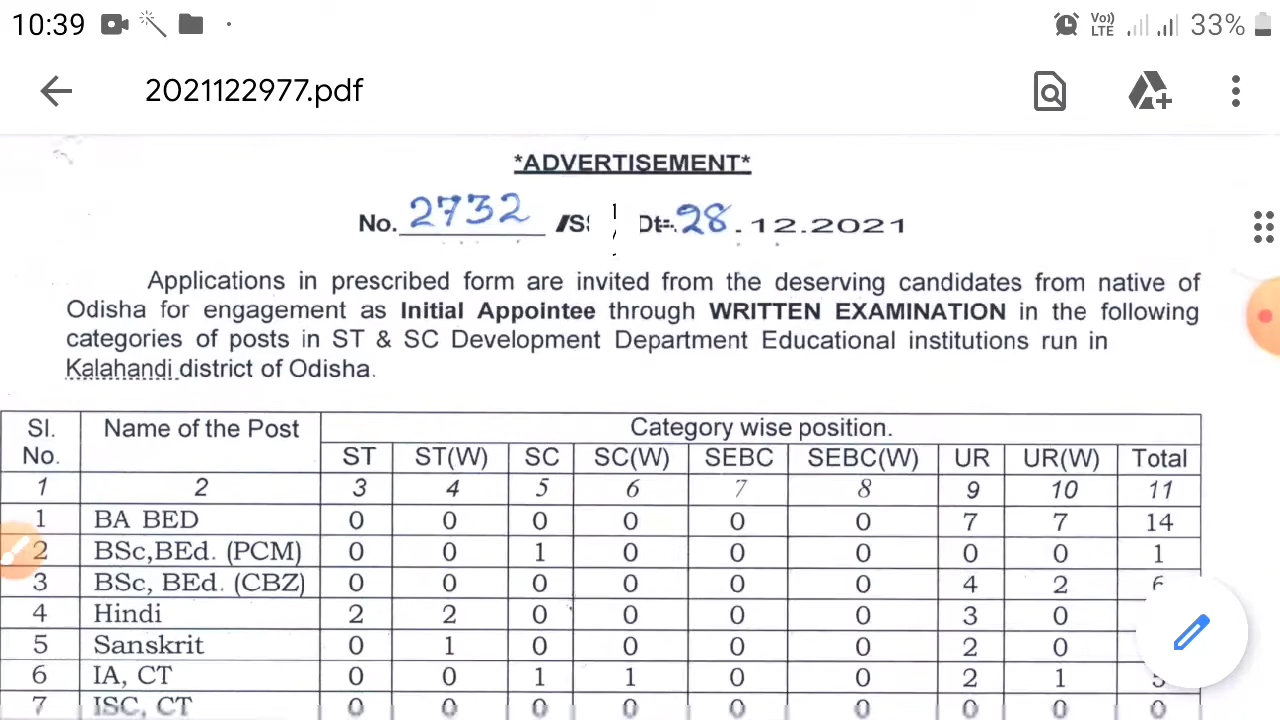 10:39 Vo)) LTE 33%
2021122977.pdf
*ADVERTISEMENT*
No. 2732 /SS Dt=.28.12.2021
Applications in prescribed form are invited from the deserving candidates from native of
Odisha for engagement as Initial Appointee through WRITTEN EXAMINATION in the following
categories of posts in ST & SC Development Department Educational institutions run in
Kalahandi district of Odisha.
Sl. No. Name of the Post Category wise position.
ST ST(W) SC SC(W) SEBC SEBC(W) UR UR(W) Total
1 2 3 4 5 6 7 8 9 10 11
1 BA BED 0 0 0 0 0 0 7 7 14
2 BSc,BEd. (PCM) 0 0 1 0 0 0 0 0 1
3 BSc, BEd. (CBZ) 0 0 0 0 0 0 4 2 6
4 Hindi 2 2 0 0 0 0 3 0
5 Sanskrit 0 1 0 0 0 0 2 0
6 IA, CT 0 0 1 1 0 0 2 1 5
7 ISC, CT 0 0 0 0 0 0 0 0 0